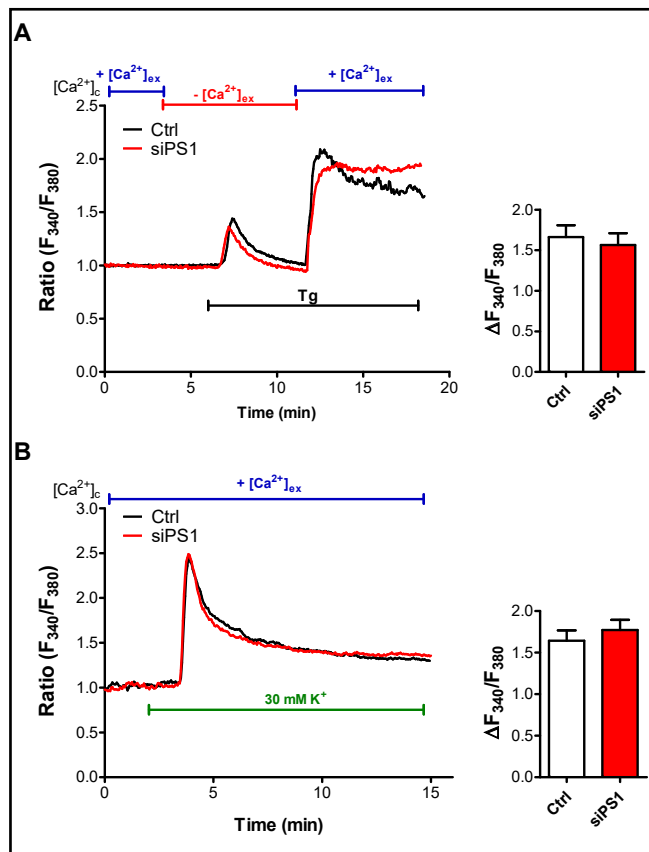 A
+ [Ca²⁺]ex
+ [Ca²⁺]ex
[Ca²⁺]c
- [Ca²⁺]ex
2.5
Ctrl
siPS1
2.0
1.5
1.0
0.5
0.0
Ratio (F340/F380)
Tg
0
5
10
15
20
Time (min)
2.0
1.5
1.0
0.5
0.0
ΔF340/F380
Ctrl
siPS1
B
[Ca²⁺]c
+ [Ca²⁺]ex
3.0
Ctrl
siPS1
2.5
2.0
1.5
1.0
0.5
0.0
Ratio (F340/F380)
30 mM K⁺
0
5
10
15
Time (min)
2.0
1.5
1.0
0.5
0.0
ΔF340/F380
Ctrl
siPS1